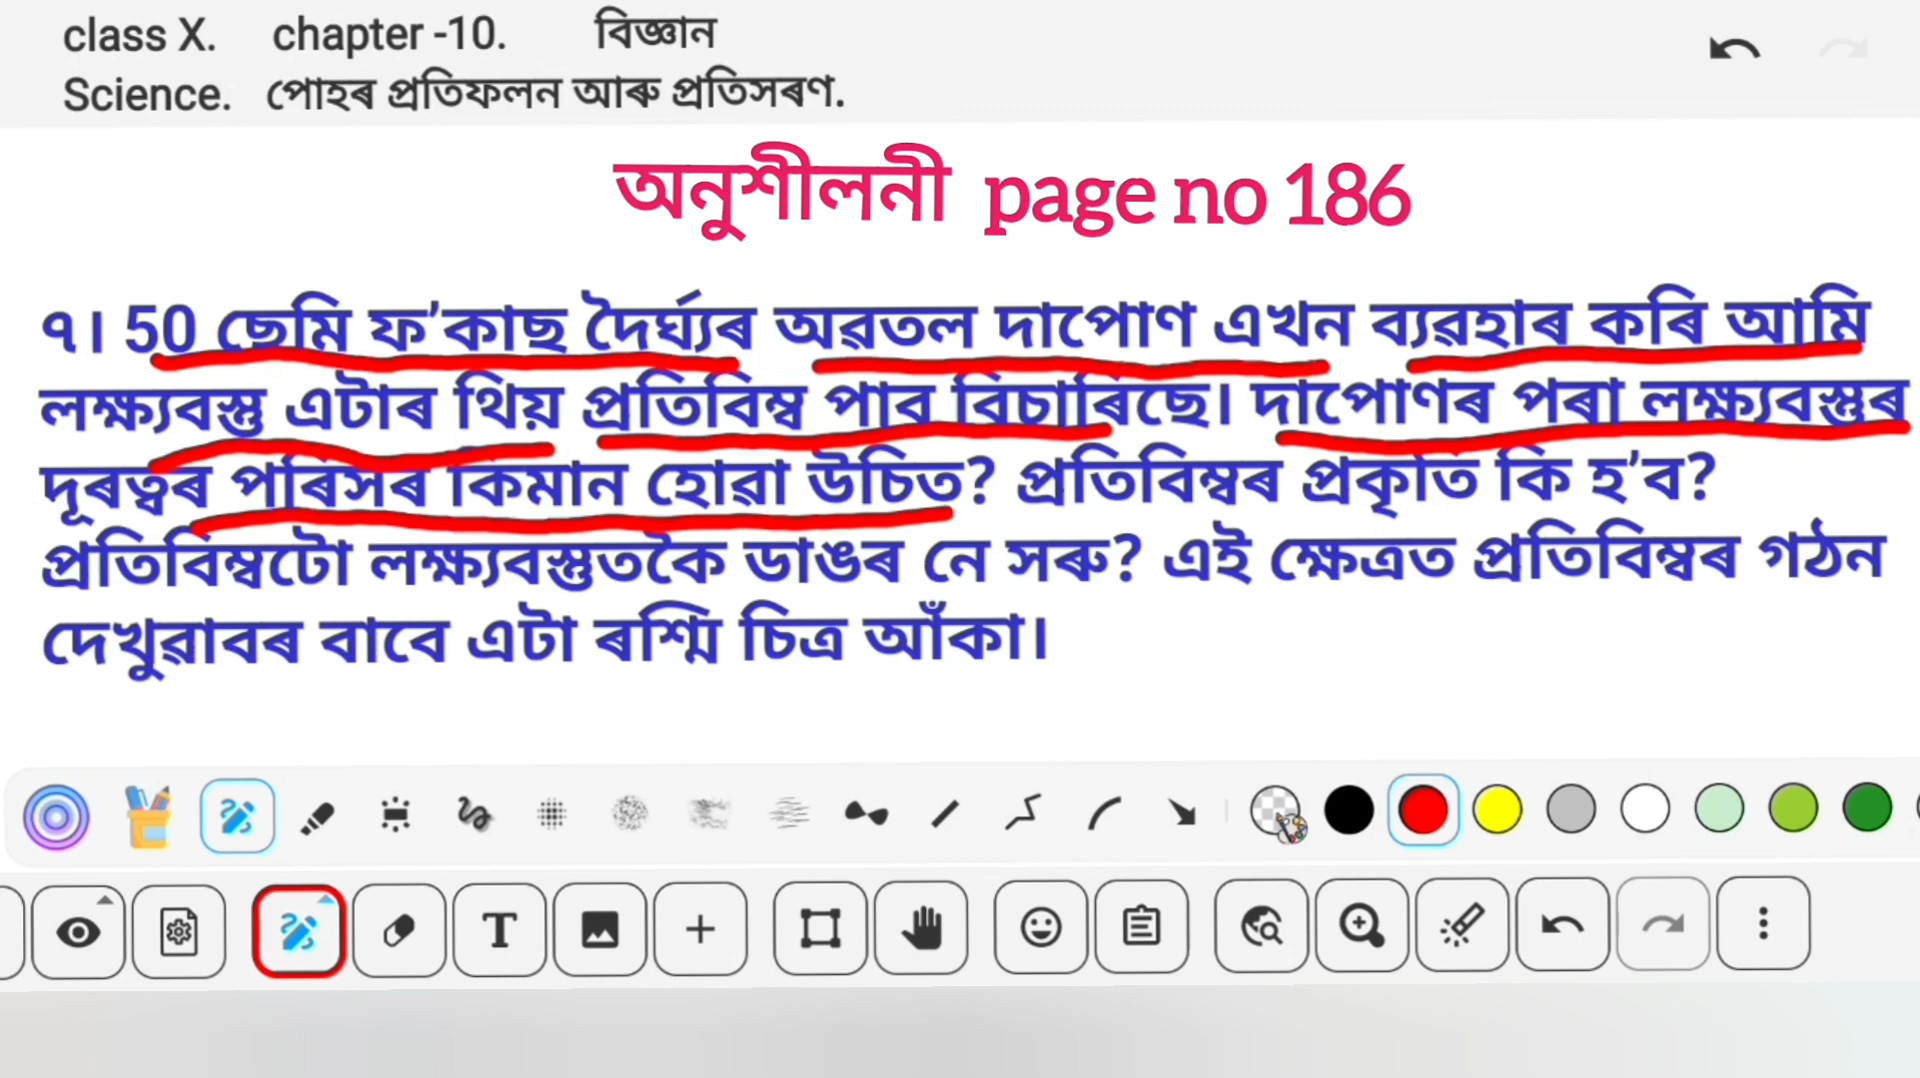 class X. chapter -10. বিজ্ঞান
Science. পোহৰ প্ৰতিফলন আৰু প্ৰতিসৰণ.
অনুশীলনী page no 186
৭। 50 ছেমি ফ'কাছ দৈৰ্ঘ্যৰ অৱতল দাপোণ এখন ব্যৱহাৰ কৰি আমি
লক্ষ্যবস্তু এটাৰ থিয় প্ৰতিবিম্ব পাব বিচাৰিছে। দাপোণৰ পৰা লক্ষ্যবস্তুৰ
দূৰত্বৰ পৰিসৰ কিমান হোৱা উচিত? প্ৰতিবিম্বৰ প্ৰকৃতি কি হ'ব?
প্ৰতিবিম্বটো লক্ষ্যবস্তুতকৈ ডাঙৰ নে সৰু? এই ক্ষেত্ৰত প্ৰতিবিম্বৰ গঠন
দেখুৱাবৰ বাবে এটা ৰশ্মি চিত্ৰ আঁকা।
T